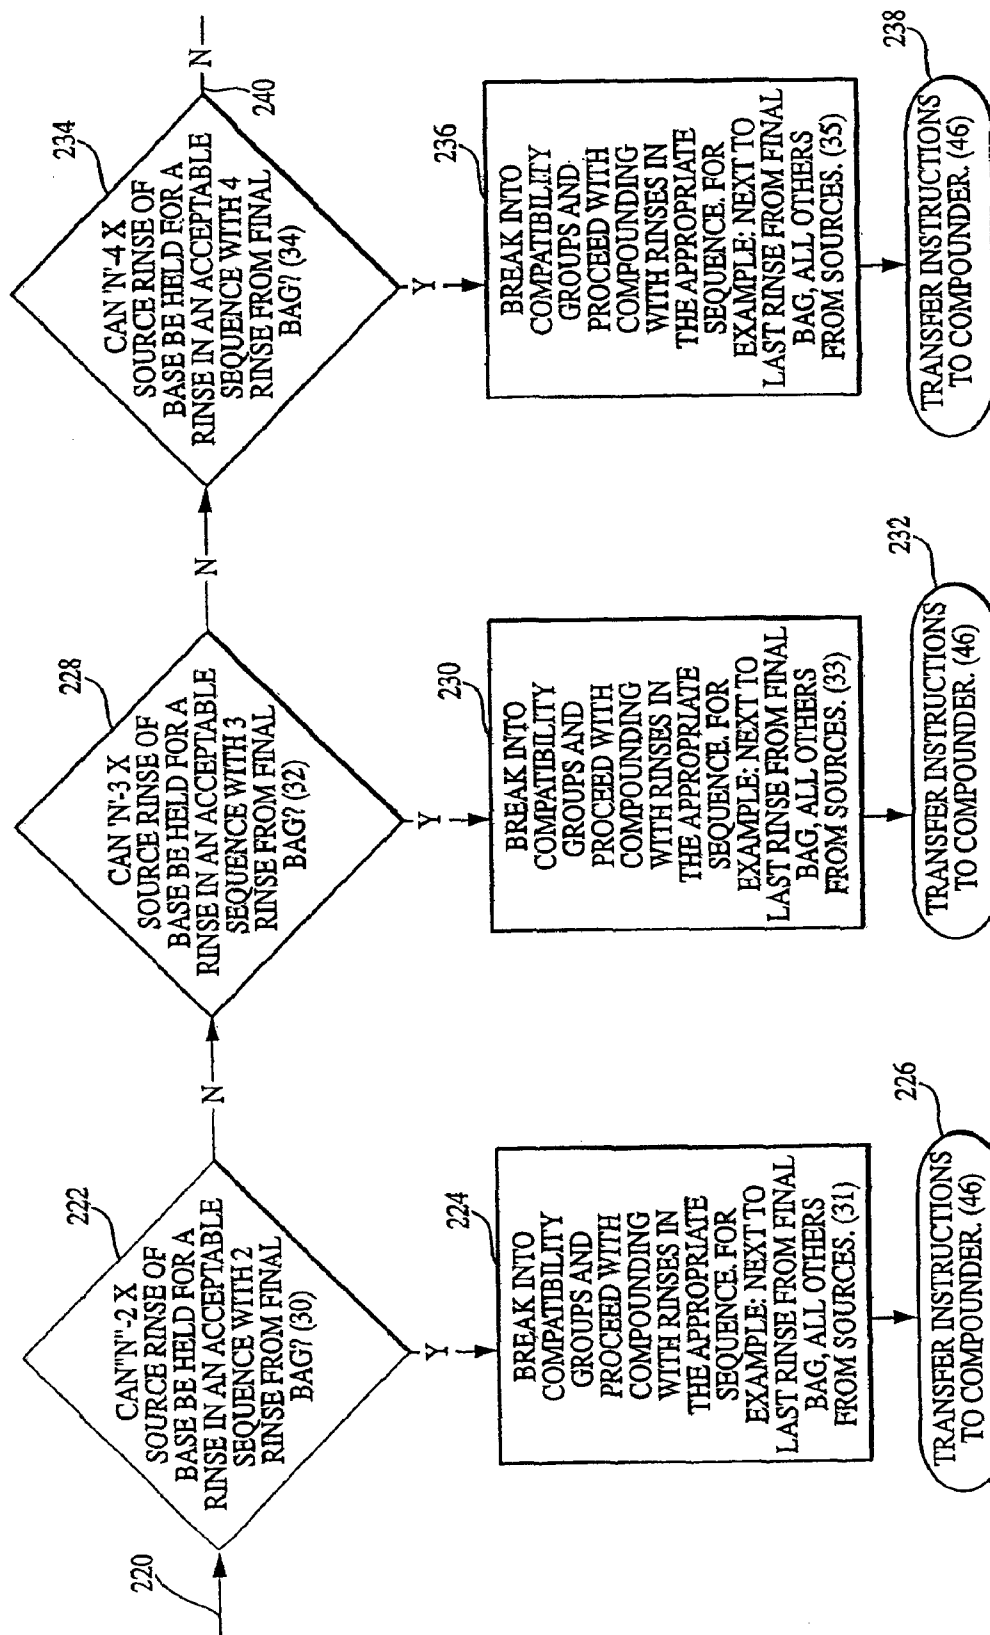 220
222
CAN"N"-2 X
SOURCE RINSE OF
BASE BE HELD FOR A
RINSE IN AN ACCEPTABLE
SEQUENCE WITH 2
RINSE FROM FINAL
BAG? (30)
N
Y
224
BREAK INTO
COMPATIBILITY
GROUPS AND
PROCEED WITH
COMPOUNDING
WITH RINSES IN
THE APPROPRIATE
SEQUENCE. FOR
EXAMPLE: NEXT TO
LAST RINSE FROM FINAL
BAG, ALL OTHERS
FROM SOURCES. (31)
226
TRANSFER INSTRUCTIONS
TO COMPOUNDER. (46)
228
CAN 'N'-3 X
SOURCE RINSE OF
BASE BE HELD FOR A
RINSE IN AN ACCEPTABLE
SEQUENCE WITH 3
RINSE FROM FINAL
BAG? (32)
N
Y
230
BREAK INTO
COMPATIBILITY
GROUPS AND
PROCEED WITH
COMPOUNDING
WITH RINSES IN
THE APPROPRIATE
SEQUENCE. FOR
EXAMPLE: NEXT TO
LAST RINSE FROM FINAL
BAG, ALL OTHERS
FROM SOURCES. (33)
232
TRANSFER INSTRUCTIONS
TO COMPOUNDER. (46)
234
CAN 'N'-4 X
SOURCE RINSE OF
BASE BE HELD FOR A
RINSE IN AN ACCEPTABLE
SEQUENCE WITH 4
RINSE FROM FINAL
BAG? (34)
N
240
Y
236
BREAK INTO
COMPATIBILITY
GROUPS AND
PROCEED WITH
COMPOUNDING
WITH RINSES IN
THE APPROPRIATE
SEQUENCE. FOR
EXAMPLE: NEXT TO
LAST RINSE FROM FINAL
BAG, ALL OTHERS
FROM SOURCES. (35)
238
TRANSFER INSTRUCTIONS
TO COMPOUNDER. (46)